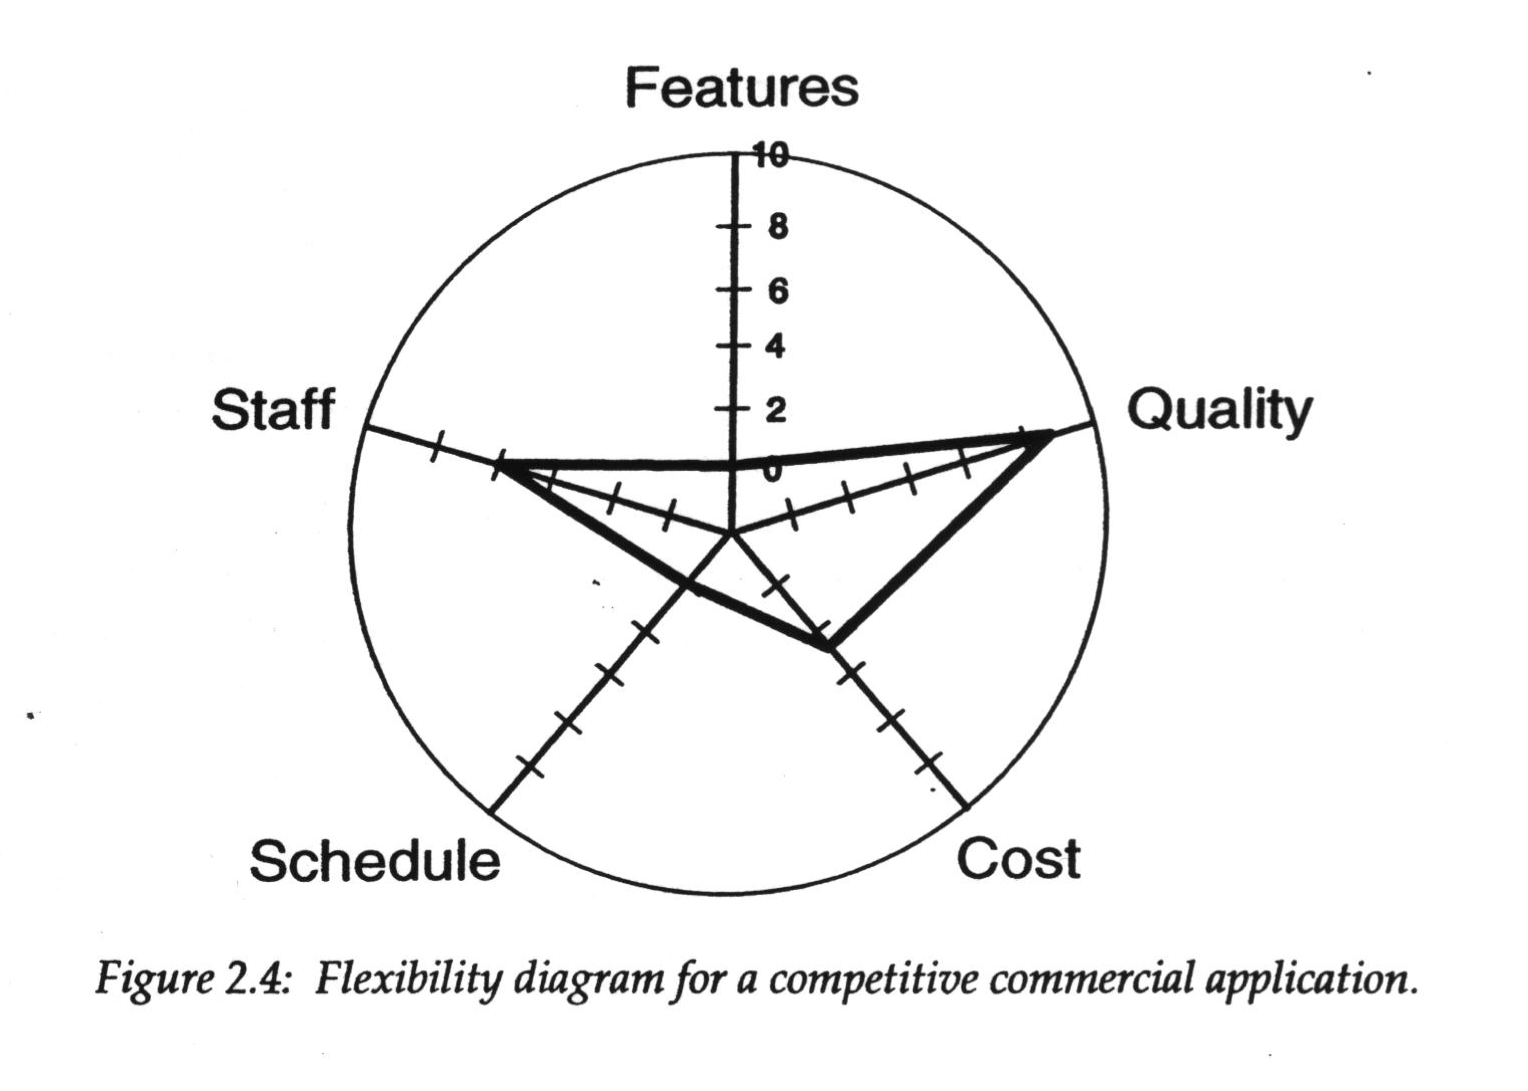 Features
10
8
6
4
2
0
Staff
Quality
Schedule
Cost
Figure 2.4: Flexibility diagram for a competitive commercial application.